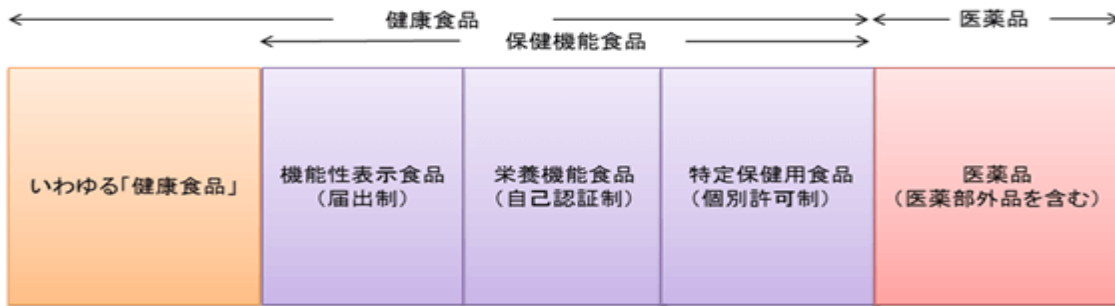 健康食品
医薬品
保健機能食品
いわゆる「健康食品」
機能性表示食品
（届出制）
栄養機能食品
（自己認証制）
特定保健用食品
（個別許可制）
医薬品
（医薬部外品を含む）